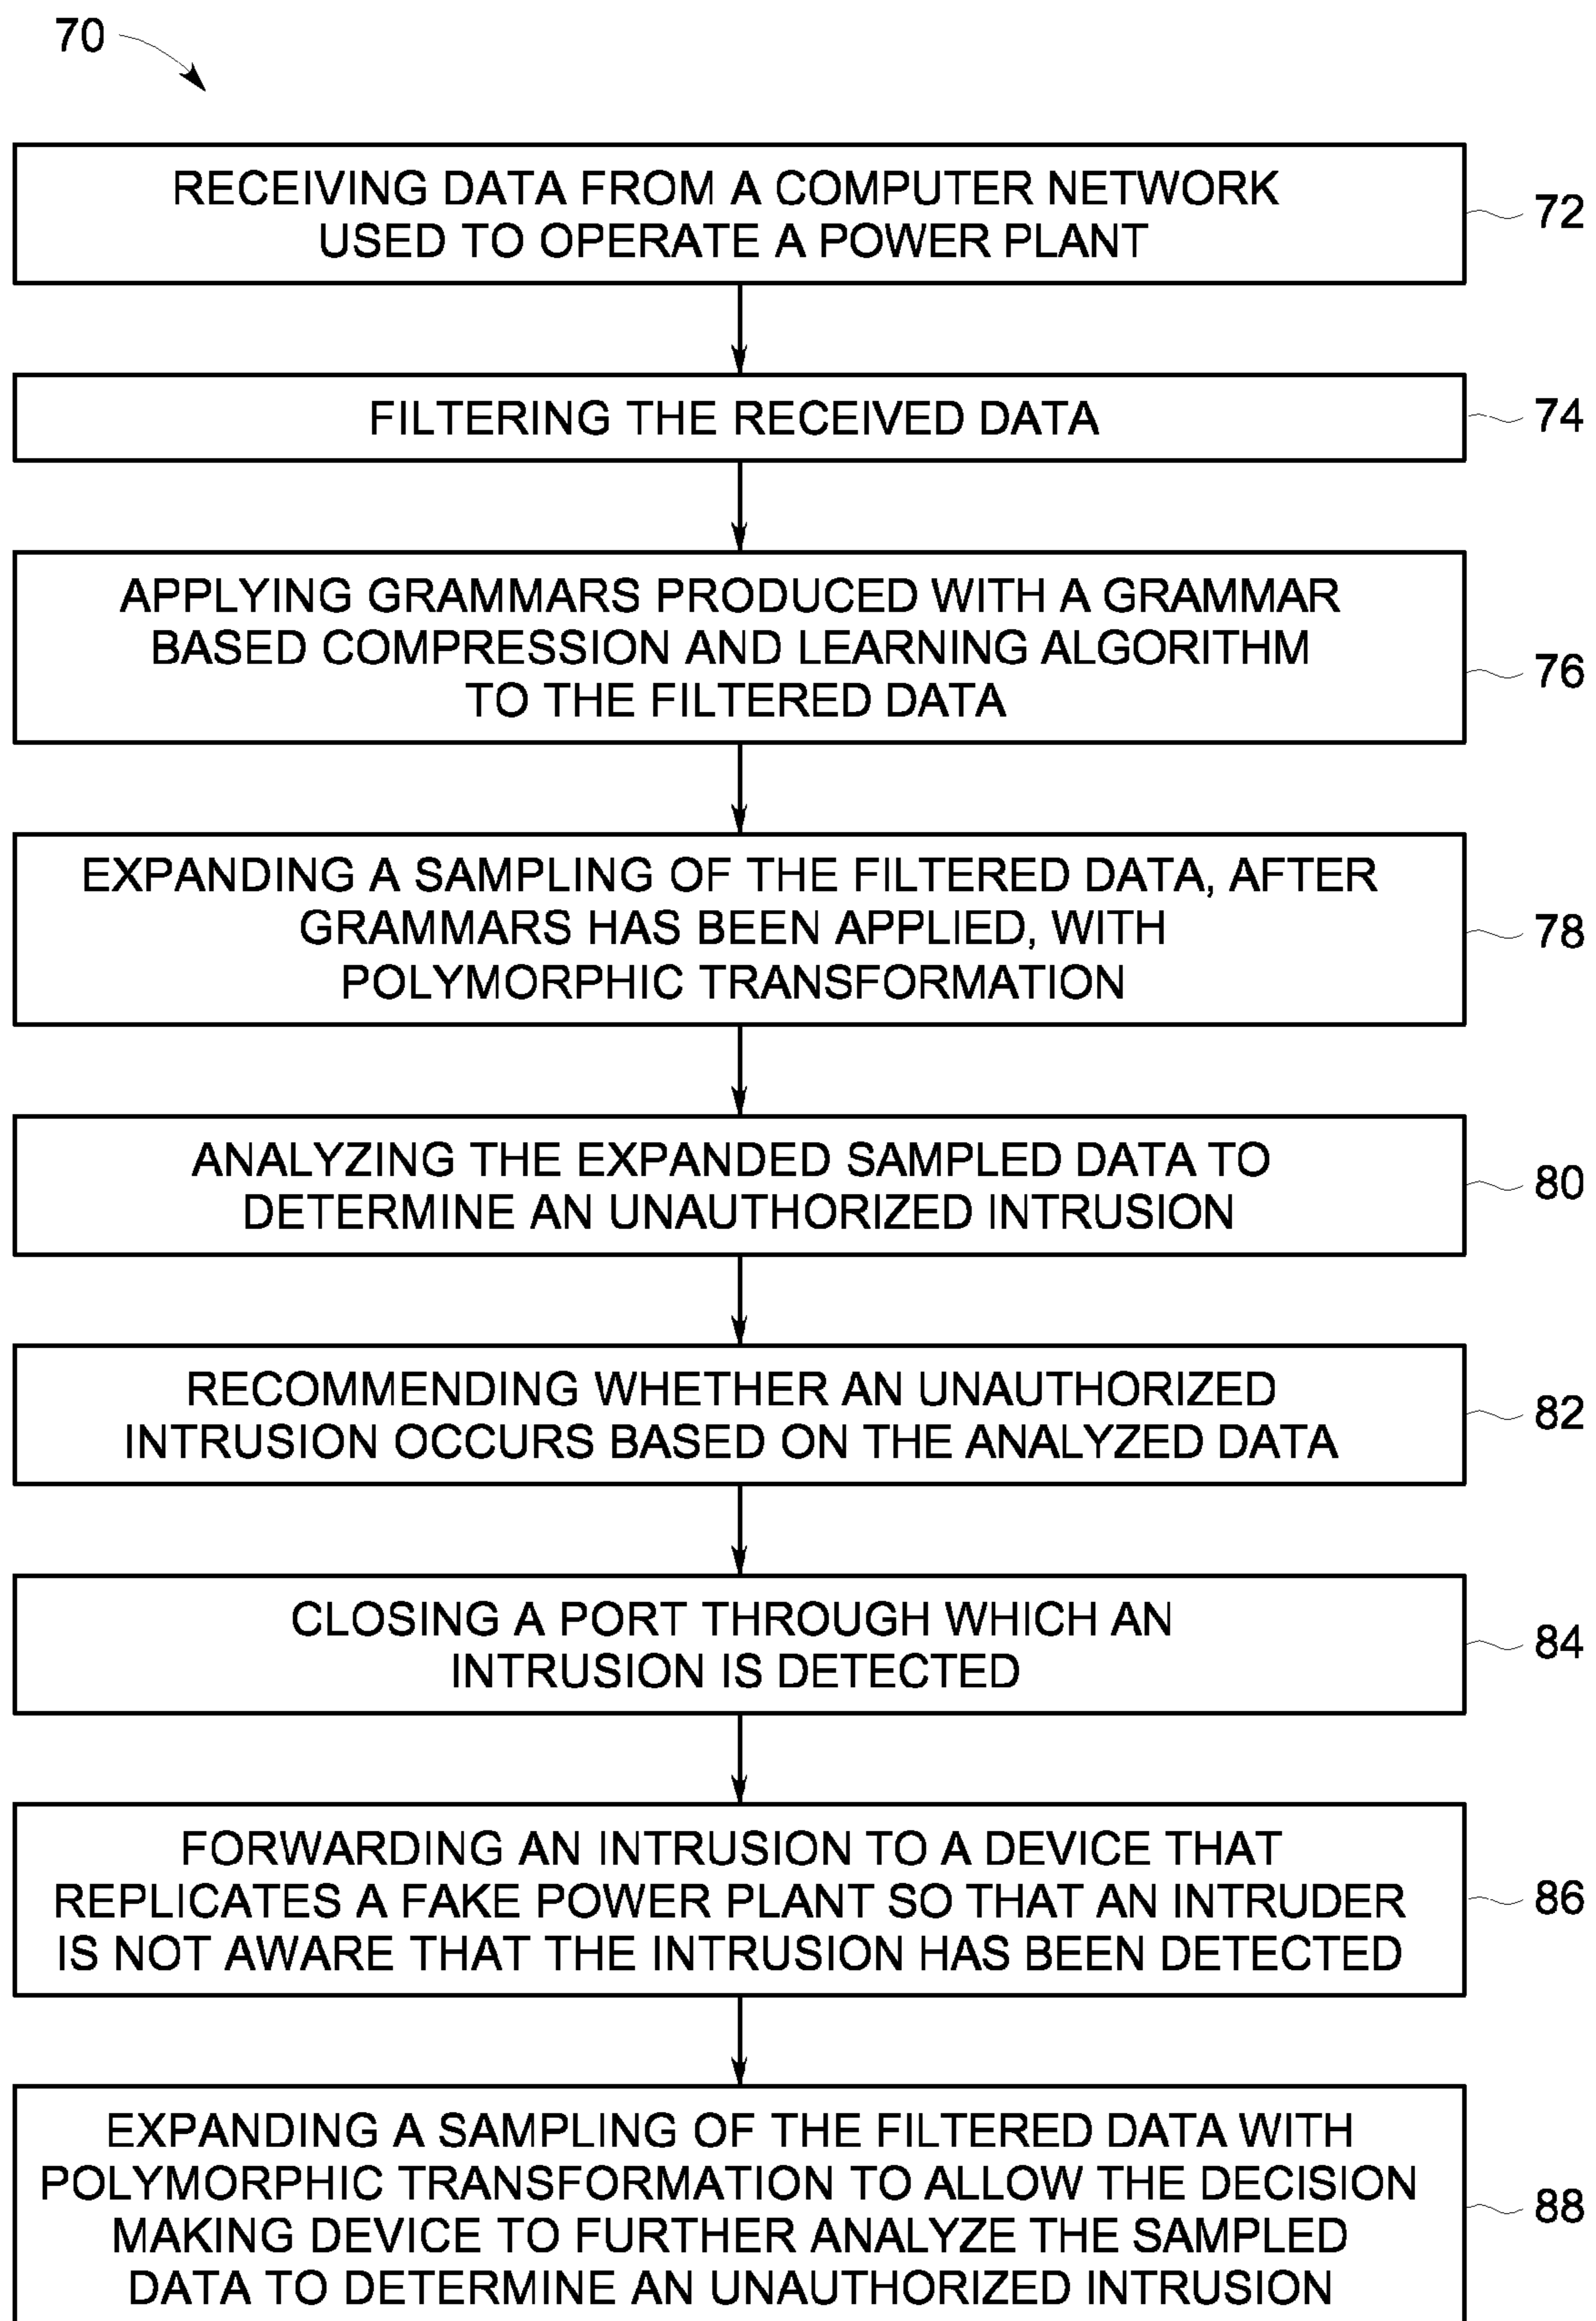 70
RECEIVING DATA FROM A COMPUTER NETWORK
USED TO OPERATE A POWER PLANT
72
FILTERING THE RECEIVED DATA
74
APPLYING GRAMMARS PRODUCED WITH A GRAMMAR
BASED COMPRESSION AND LEARNING ALGORITHM
TO THE FILTERED DATA
76
EXPANDING A SAMPLING OF THE FILTERED DATA, AFTER
GRAMMARS HAS BEEN APPLIED, WITH
POLYMORPHIC TRANSFORMATION
78
ANALYZING THE EXPANDED SAMPLED DATA TO
DETERMINE AN UNAUTHORIZED INTRUSION
80
RECOMMENDING WHETHER AN UNAUTHORIZED
INTRUSION OCCURS BASED ON THE ANALYZED DATA
82
CLOSING A PORT THROUGH WHICH AN
INTRUSION IS DETECTED
84
FORWARDING AN INTRUSION TO A DEVICE THAT
REPLICATES A FAKE POWER PLANT SO THAT AN INTRUDER
IS NOT AWARE THAT THE INTRUSION HAS BEEN DETECTED
86
EXPANDING A SAMPLING OF THE FILTERED DATA WITH
POLYMORPHIC TRANSFORMATION TO ALLOW THE DECISION
MAKING DEVICE TO FURTHER ANALYZE THE SAMPLED
DATA TO DETERMINE AN UNAUTHORIZED INTRUSION
88